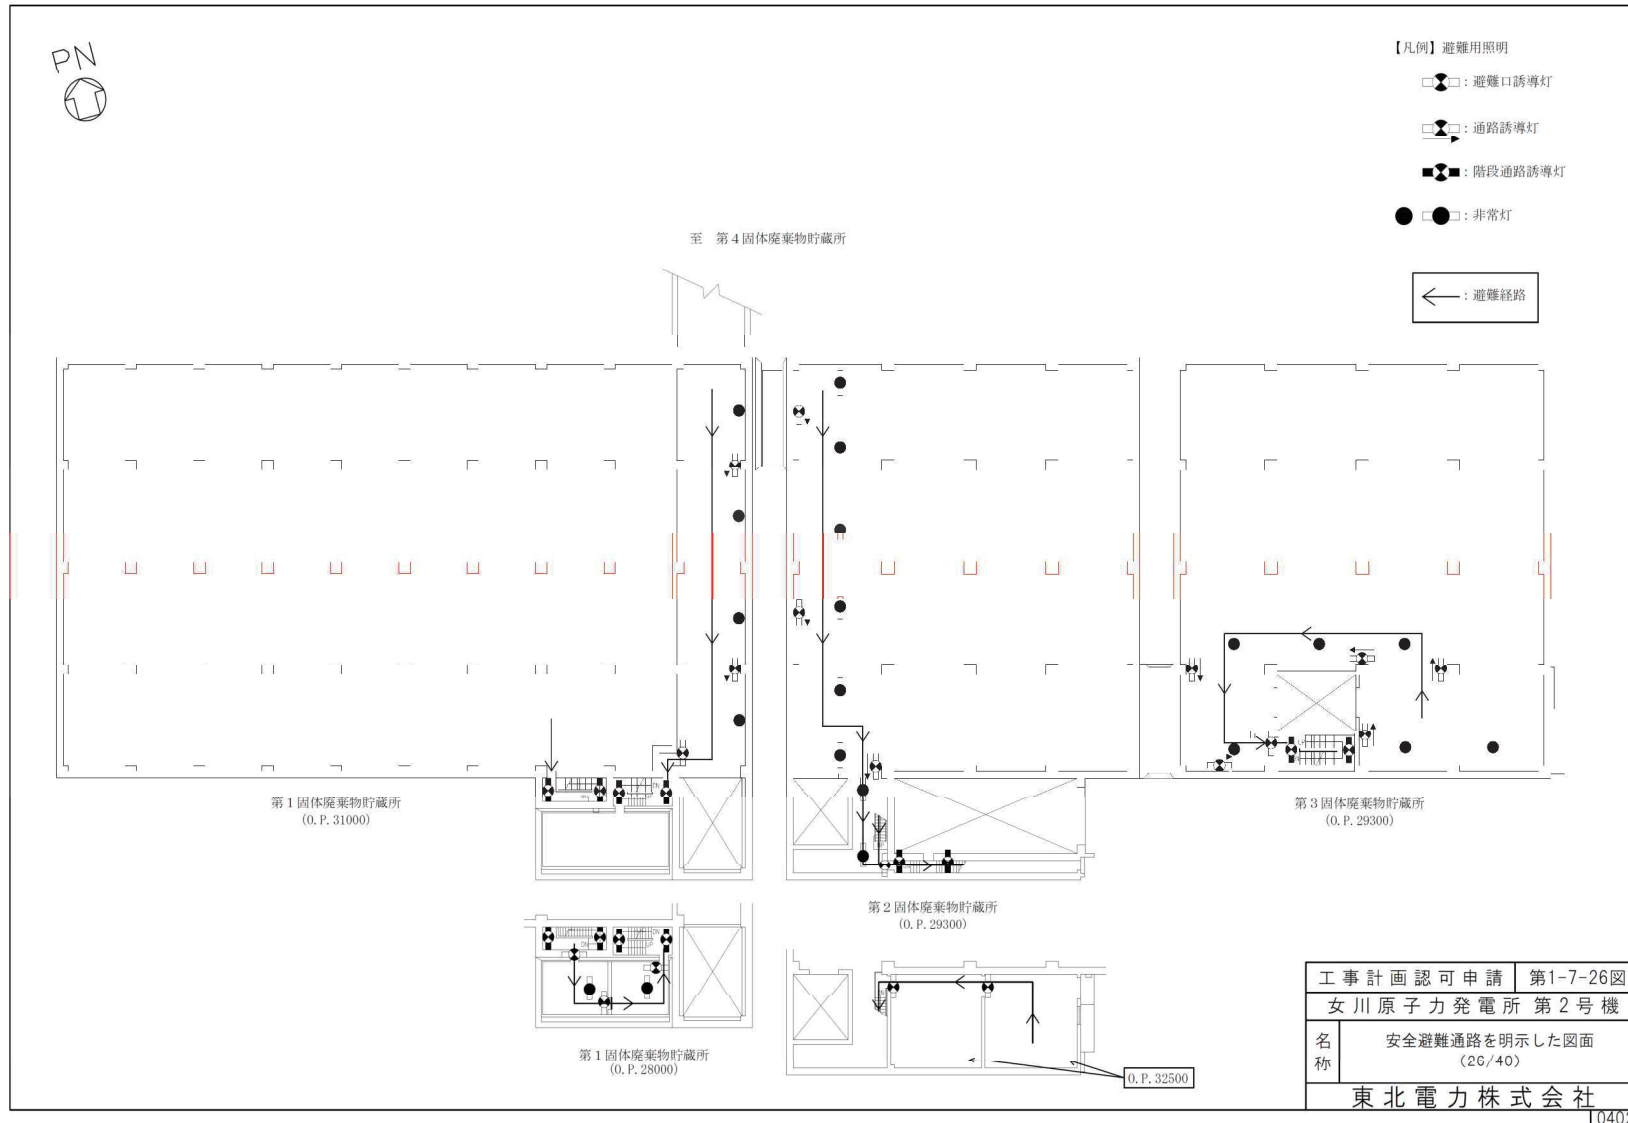 PN
【凡例】避難用照明
：避難口誘導灯
：通路誘導灯
：階段通路誘導灯
：非常灯
：避難経路
至　第４固体廃棄物貯蔵所
第１固体廃棄物貯蔵所
(O.P.31000)
第２固体廃棄物貯蔵所
(O.P.29300)
第３固体廃棄物貯蔵所
(O.P.29300)
DN
DN
DN
UP
第１固体廃棄物貯蔵所
(O.P.28000)
O.P.32500
工事計画認可申請　第1-7-26図
女川原子力発電所 第２号機
名称　安全避難通路を明示した図面
(26/40)
東北電力株式会社